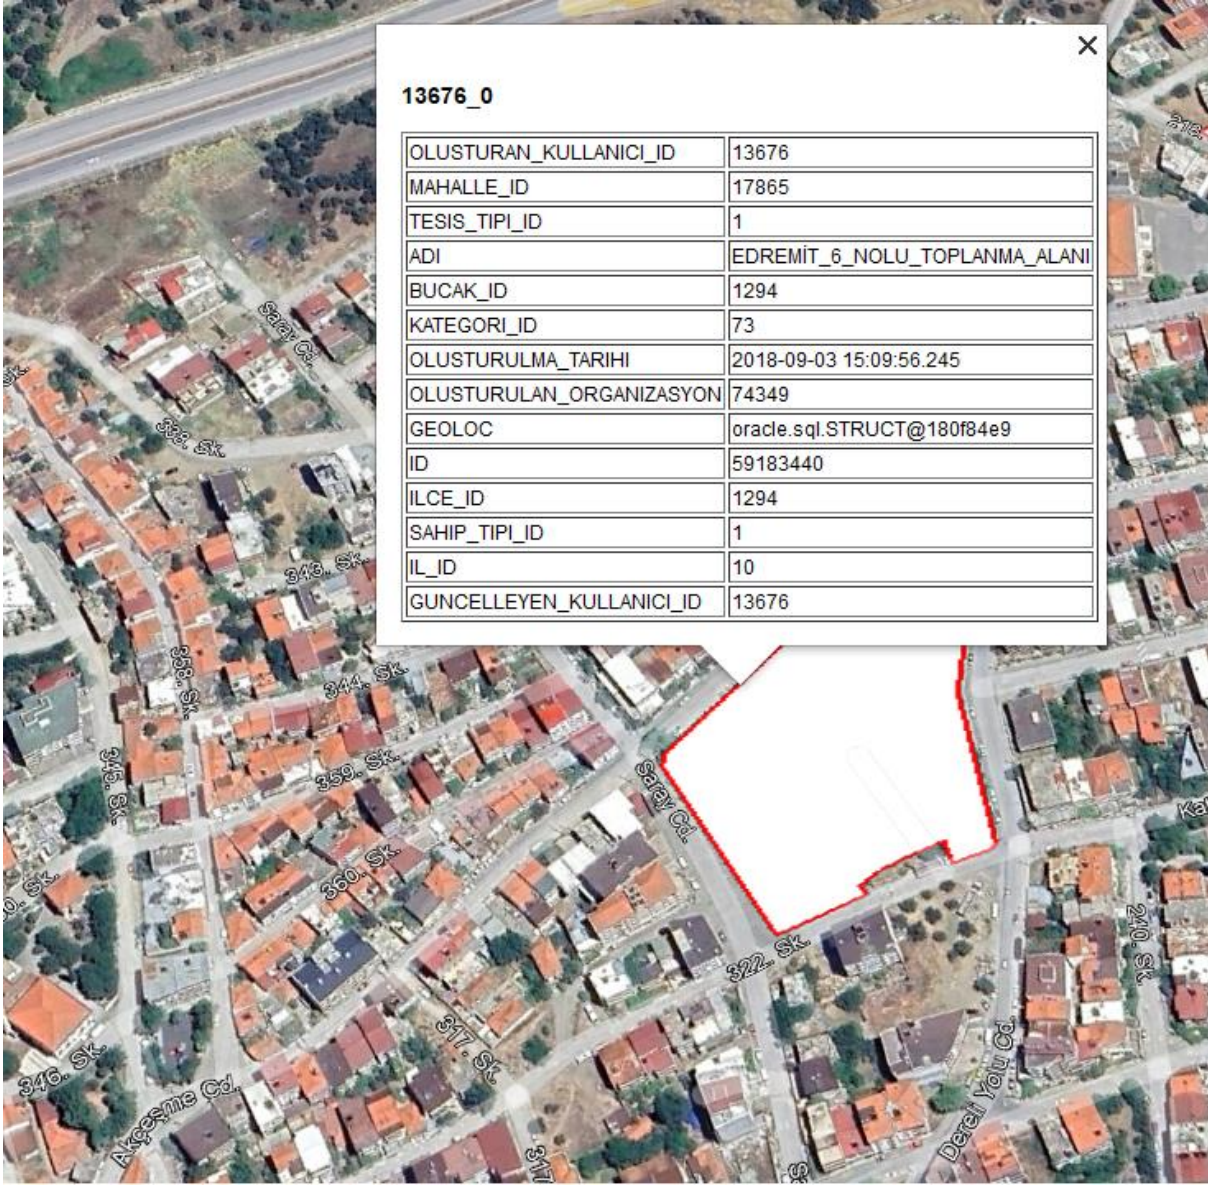 13676_0
OLUSTURAN_KULLANICI_ID 13676
MAHALLE_ID 17865
TESIS_TIPI_ID 1
ADI EDREMİT_6_NOLU_TOPLANMA_ALANI
BUCAK_ID 1294
KATEGORI_ID 73
OLUSTURULMA_TARIHI 2018-09-03 15:09:56.245
OLUSTURULAN_ORGANIZASYON 74349
GEOLOC oracle.sql.STRUCT@180f84e9
ID 59183440
ILCE_ID 1294
SAHIP_TIPI_ID 1
IL_ID 10
GUNCELLEYEN_KULLANICI_ID 13676
Saray Cd.
338. Sk.
343. Sk.
344. Sk.
358. Sk.
345. Sk.
359. Sk.
Saray Cd.
360. Sk.
322. Sk.
240. Sk.
317. Sk.
346. Sk.
Akçeşme Cd.
Dereli Yolu Cd.
317